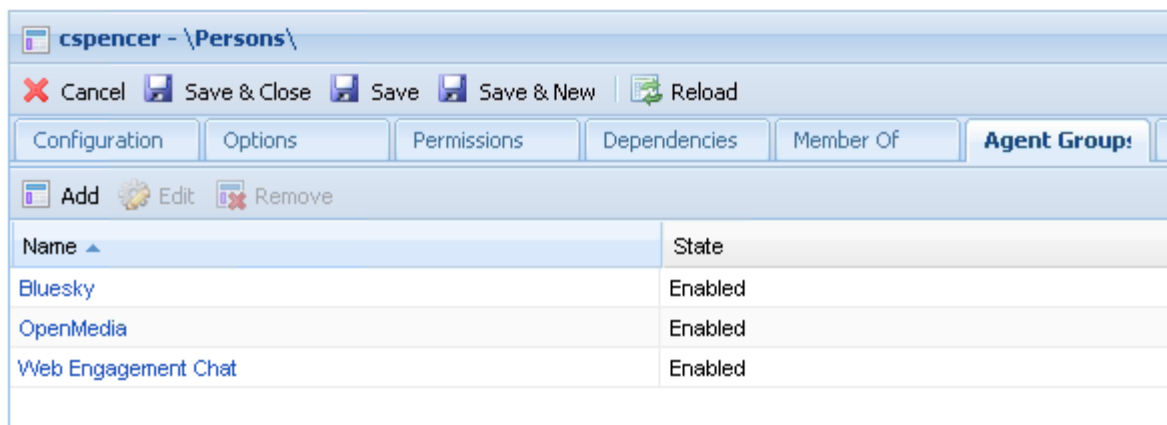 cspencer - \Persons\
Cancel Save & Close Save Save & New Reload
Configuration Options Permissions Dependencies Member Of Agent Groups
Add Edit Remove
Name State
Bluesky Enabled
OpenMedia Enabled
Web Engagement Chat Enabled